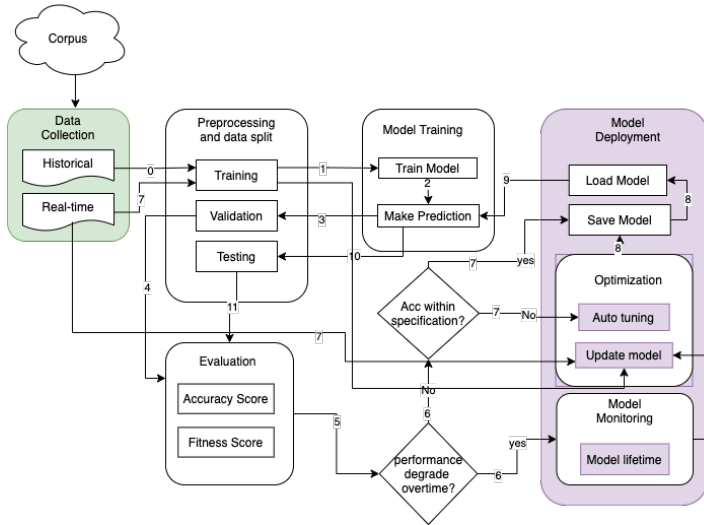 Corpus
Data
Collection
Historical
Real-time
0
7
Preprocessing
and data split
Training
Validation
Testing
1
3
10
4
11
Model Training
Train Model
2
Make Prediction
9
Model
Deployment
Load Model
Save Model
8
8
yes
7
Optimization
Auto tuning
Update model
Acc within
specification?
7
No
7
Evaluation
Accuracy Score
Fitness Score
5
No
6
performance
degrade
overtime?
yes
6
Model
Monitoring
Model lifetime